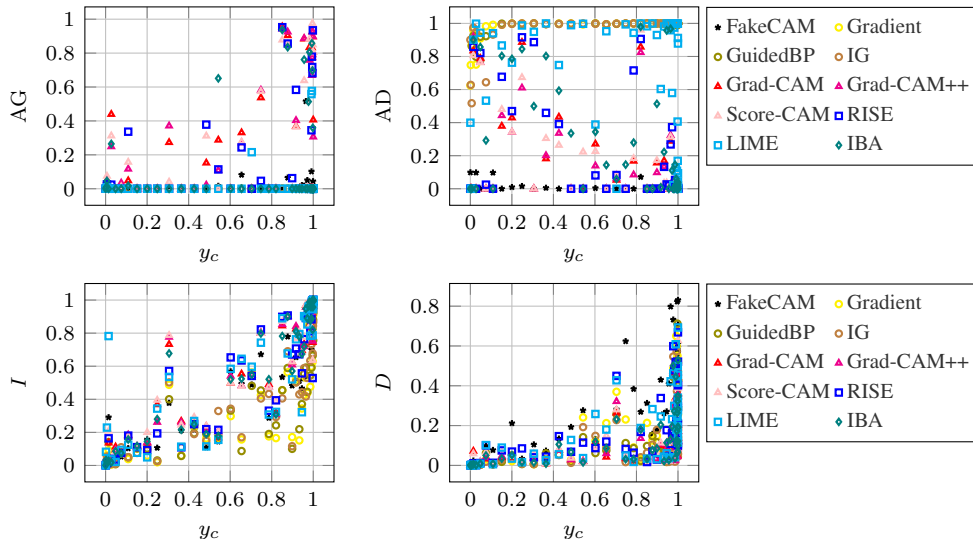 AG
1
0.8
0.6
0.4
0.2
0
0 0.2 0.4 0.6 0.8 1
y_c
AD
1
0.8
0.6
0.4
0.2
0
0 0.2 0.4 0.6 0.8 1
y_c
FakeCAM Gradient
GuidedBP IG
Grad-CAM Grad-CAM++
Score-CAM RISE
LIME IBA
I
1
0.8
0.6
0.4
0.2
0
0 0.2 0.4 0.6 0.8 1
y_c
D
0.8
0.6
0.4
0.2
0
0 0.2 0.4 0.6 0.8 1
y_c
FakeCAM Gradient
GuidedBP IG
Grad-CAM Grad-CAM++
Score-CAM RISE
LIME IBA